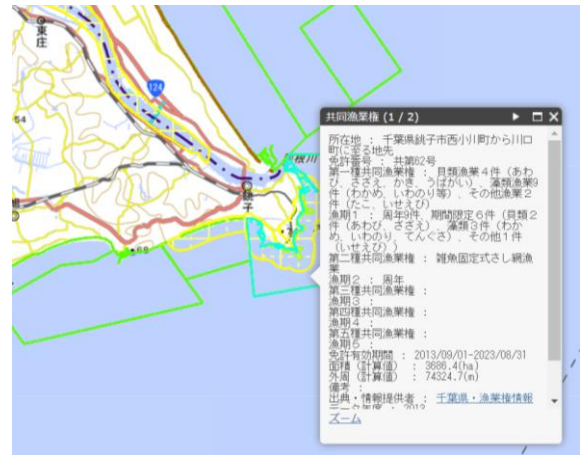 東庄
124
54
銚子
68
共同漁業権 (1 / 2)
所在地 : 千葉県銚子市西小川町から川口
町に至る地先
免許番号 : 共第62号
第一種共同漁業権 : 貝類漁業4件(あわ
び、さざえ、かき、うばがい)、藻類漁業9
件(わかめ、いわのり等)、その他漁業2
件(たこ、いせえび)
漁期1 : 周年9件、期間限定6件(貝類2
件(あわび、さざえ)、藻類3件(わか
め、いわのり、てんぐさ)、その他1件
(いせえび))
第二種共同漁業権 : 雑魚固定式さし網漁
業
漁期2 : 周年
第三種共同漁業権 :
漁期3 :
第四種共同漁業権 :
漁期4 :
第五種共同漁業権 :
漁期5 :
免許有効期間 : 2013/09/01-2023/08/31
面積(計算値) : 3686.4(ha)
外周(計算値) : 74324.7(m)
備考 :
出典・情報提供者 : 千葉県・漁業権情報
データ年度 : 2013
ズーム